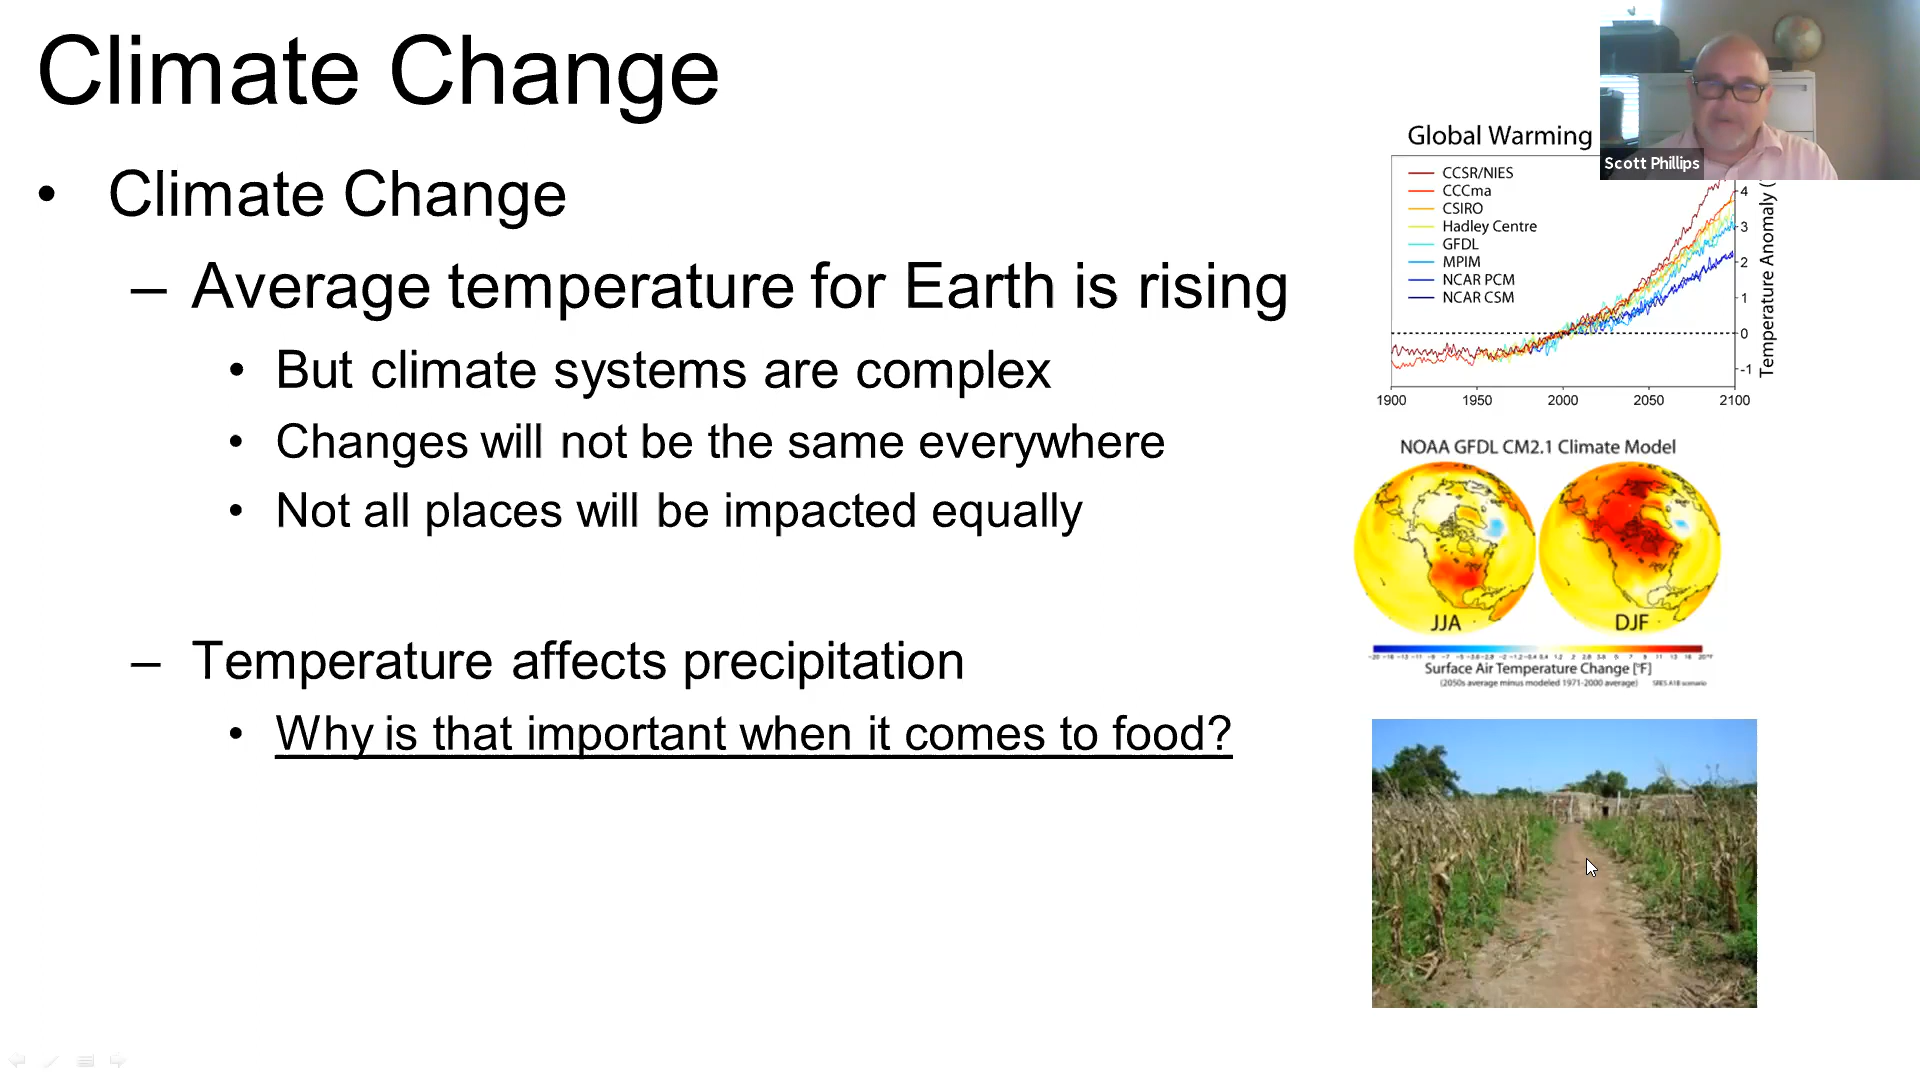 Climate Change
• Climate Change
– Average temperature for Earth is rising
• But climate systems are complex
• Changes will not be the same everywhere
• Not all places will be impacted equally
– Temperature affects precipitation
• Why is that important when it comes to food?
Scott Phillips
Global Warming
CCSR/NIES
CCCma
CSIRO
Hadley Centre
GFDL
MPIM
NCAR PCM
NCAR CSM
4
3
2
1
0
-1
Temperature Anomaly (
1900 1950 2000 2050 2100
NOAA GFDL CM2.1 Climate Model
JJA DJF
Surface Air Temperature Change [°F]
(2050s average minus modeled 1971-2000 average) SRES A1B scenario